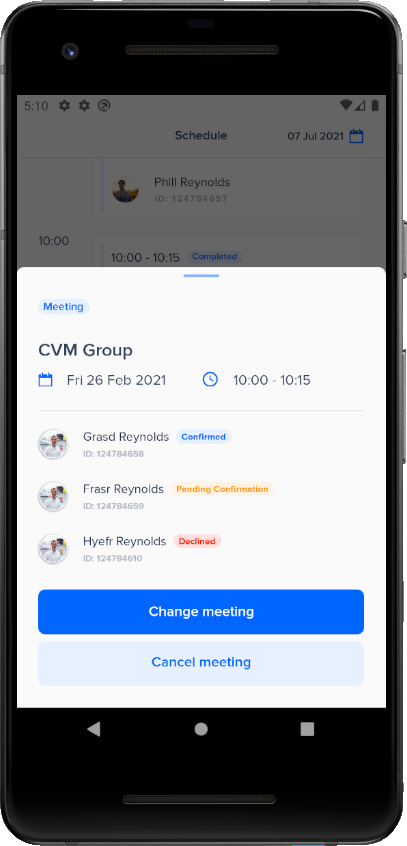 5:10
Schedule 07 Jul 2021
Phill Reynolds
ID: 124784657
10:00
10:00 - 10:15 Completed
Meeting
CVM Group
Fri 26 Feb 2021 10:00 - 10:15
Grasd Reynolds Confirmed
ID: 124784658
Frasr Reynolds Pending Confirmation
ID: 124784659
Hyefr Reynolds Declined
ID: 124784610
Change meeting
Cancel meeting